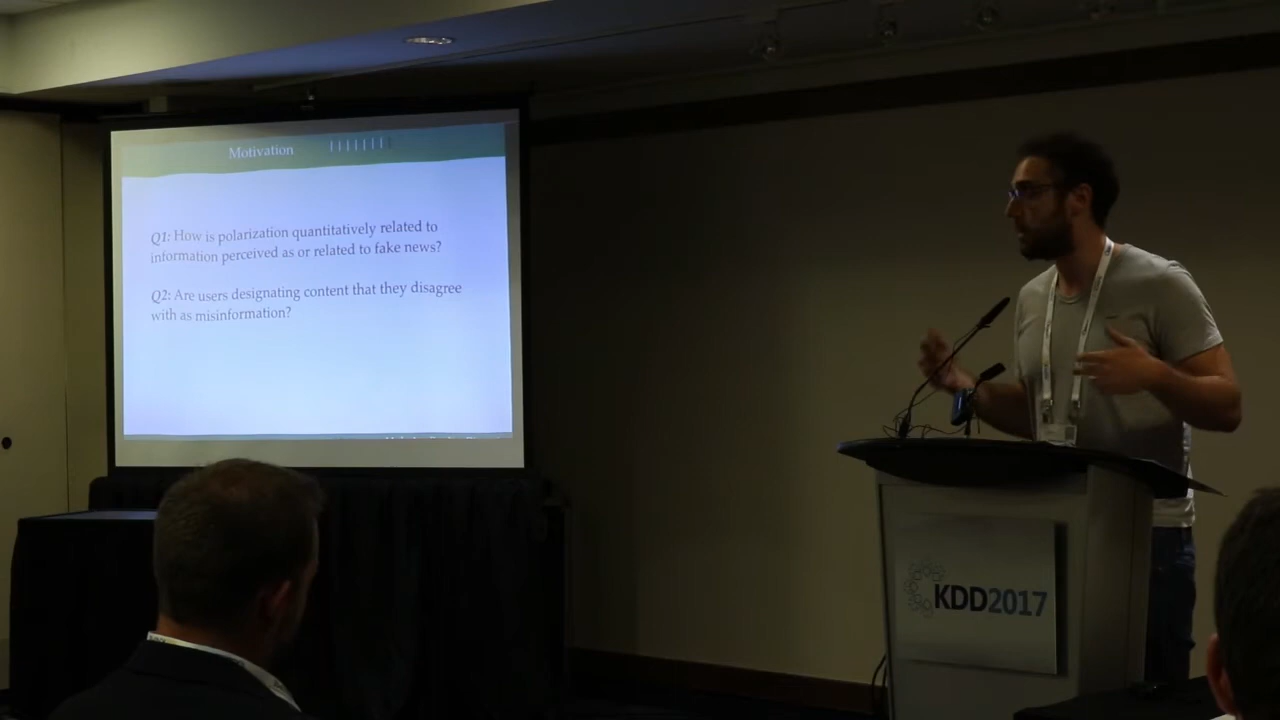 Motivation
Q1: How is polarization quantitatively related to
information perceived as or related to fake news?
Q2: Are users designating content that they disagree
with as misinformation?
KDD2017